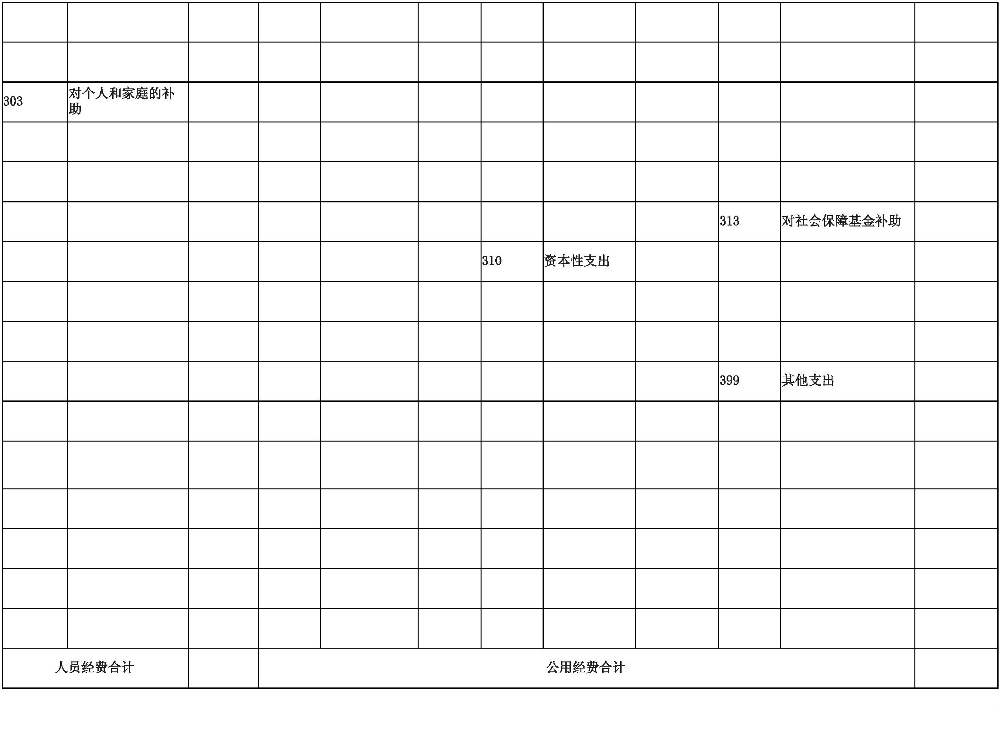 303
对个人和家庭的补
助
313
对社会保障基金补助
310
资本性支出
399
其他支出
人员经费合计
公用经费合计